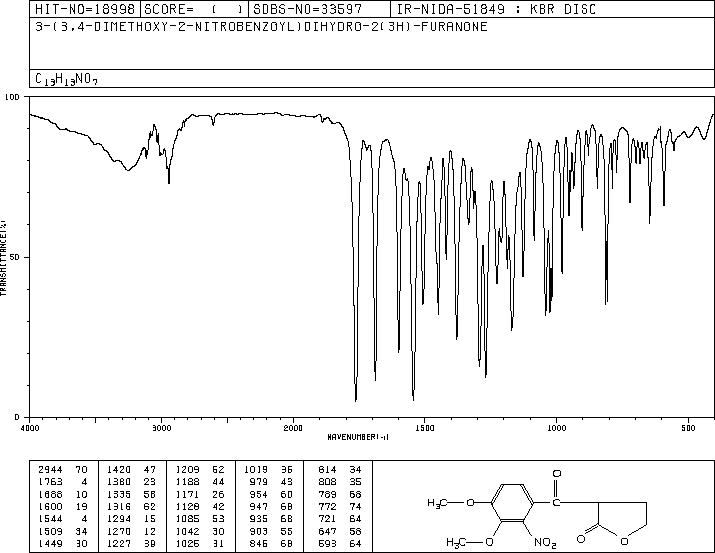 HIT-NO=18998 SCORE= ( ) SDBS-NO=33597 IR-NIDA-51849 : KBR DISC
3-(3,4-DIMETHOXY-2-NITROBENZOYL)DIHYDRO-2(3H)-FURANONE
C13H13NO7
100
50
0
TRANSMITTANCE(%)
4000 3000 2000 1500 1000 500
WAVENUMBER(-1)
2944 70 1420 47 1209 52 1019 36 814 34
1763 4 1380 23 1188 44 979 43 808 35
1688 10 1335 58 1171 26 954 60 789 68
1600 19 1316 62 1128 42 947 68 772 74
1544 4 1294 15 1085 53 935 68 721 64
1509 34 1270 12 1042 30 903 55 647 58
1449 30 1227 39 1025 31 846 68 593 64
O
H3C O O
O
H3C O NO2 O